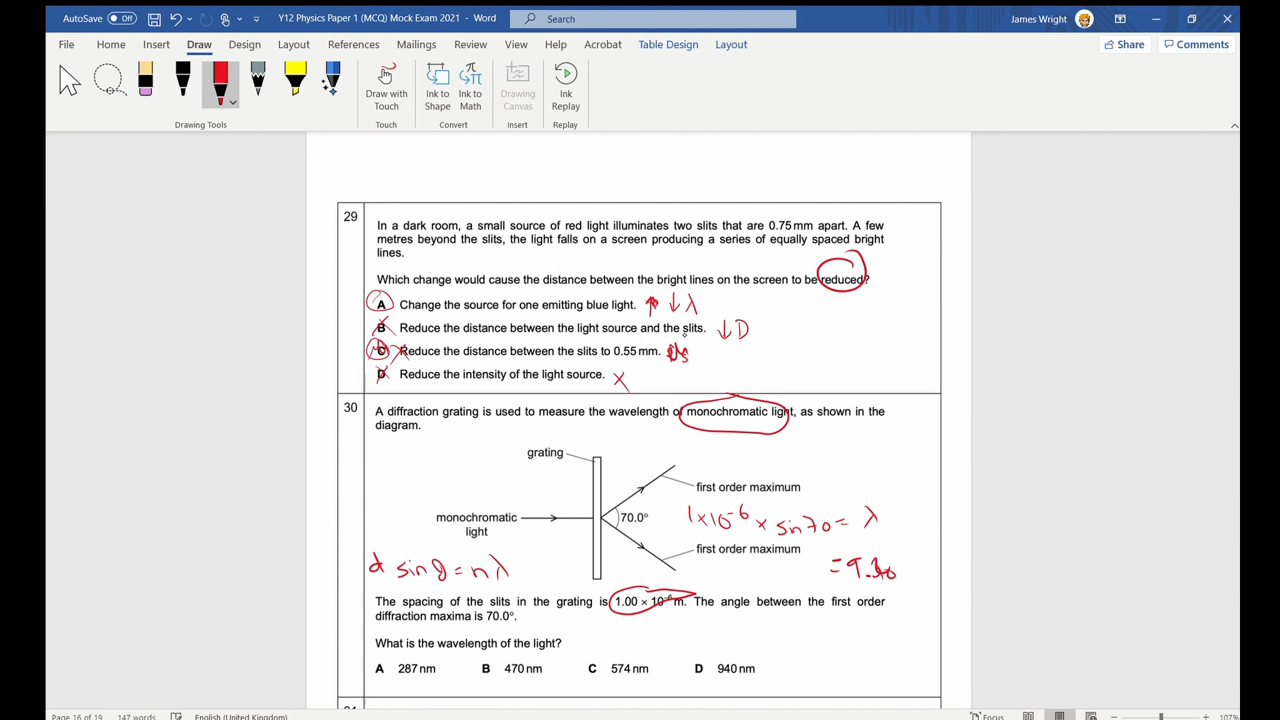 AutoSave Off Y12 Physics Paper 1 (MCQ) Mock Exam 2021 - Word Search James Wright
File Home Insert Draw Design Layout References Mailings Review View Help Acrobat Table Design Layout Share Comments
Draw with Touch Ink to Shape Ink to Math Drawing Canvas Ink Replay
Drawing Tools Touch Convert Insert Replay
29
In a dark room, a small source of red light illuminates two slits that are 0.75 mm apart. A few
metres beyond the slits, the light falls on a screen producing a series of equally spaced bright
lines.
Which change would cause the distance between the bright lines on the screen to be reduced?
A Change the source for one emitting blue light. ↓ λ
B Reduce the distance between the light source and the slits. ↓ D
C Reduce the distance between the slits to 0.55 mm.
D Reduce the intensity of the light source. X
30
A diffraction grating is used to measure the wavelength of monochromatic light, as shown in the
diagram.
grating
first order maximum
monochromatic
light
70.0°
1×10⁻⁶ × sin70 = λ
first order maximum
d sinθ = nλ
The spacing of the slits in the grating is 1.00 × 10⁻⁶ m. The angle between the first order
diffraction maxima is 70.0°.
What is the wavelength of the light?
A 287 nm B 470 nm C 574 nm D 940 nm
Page 16 of 19 147 words English (United Kingdom) Focus 107%